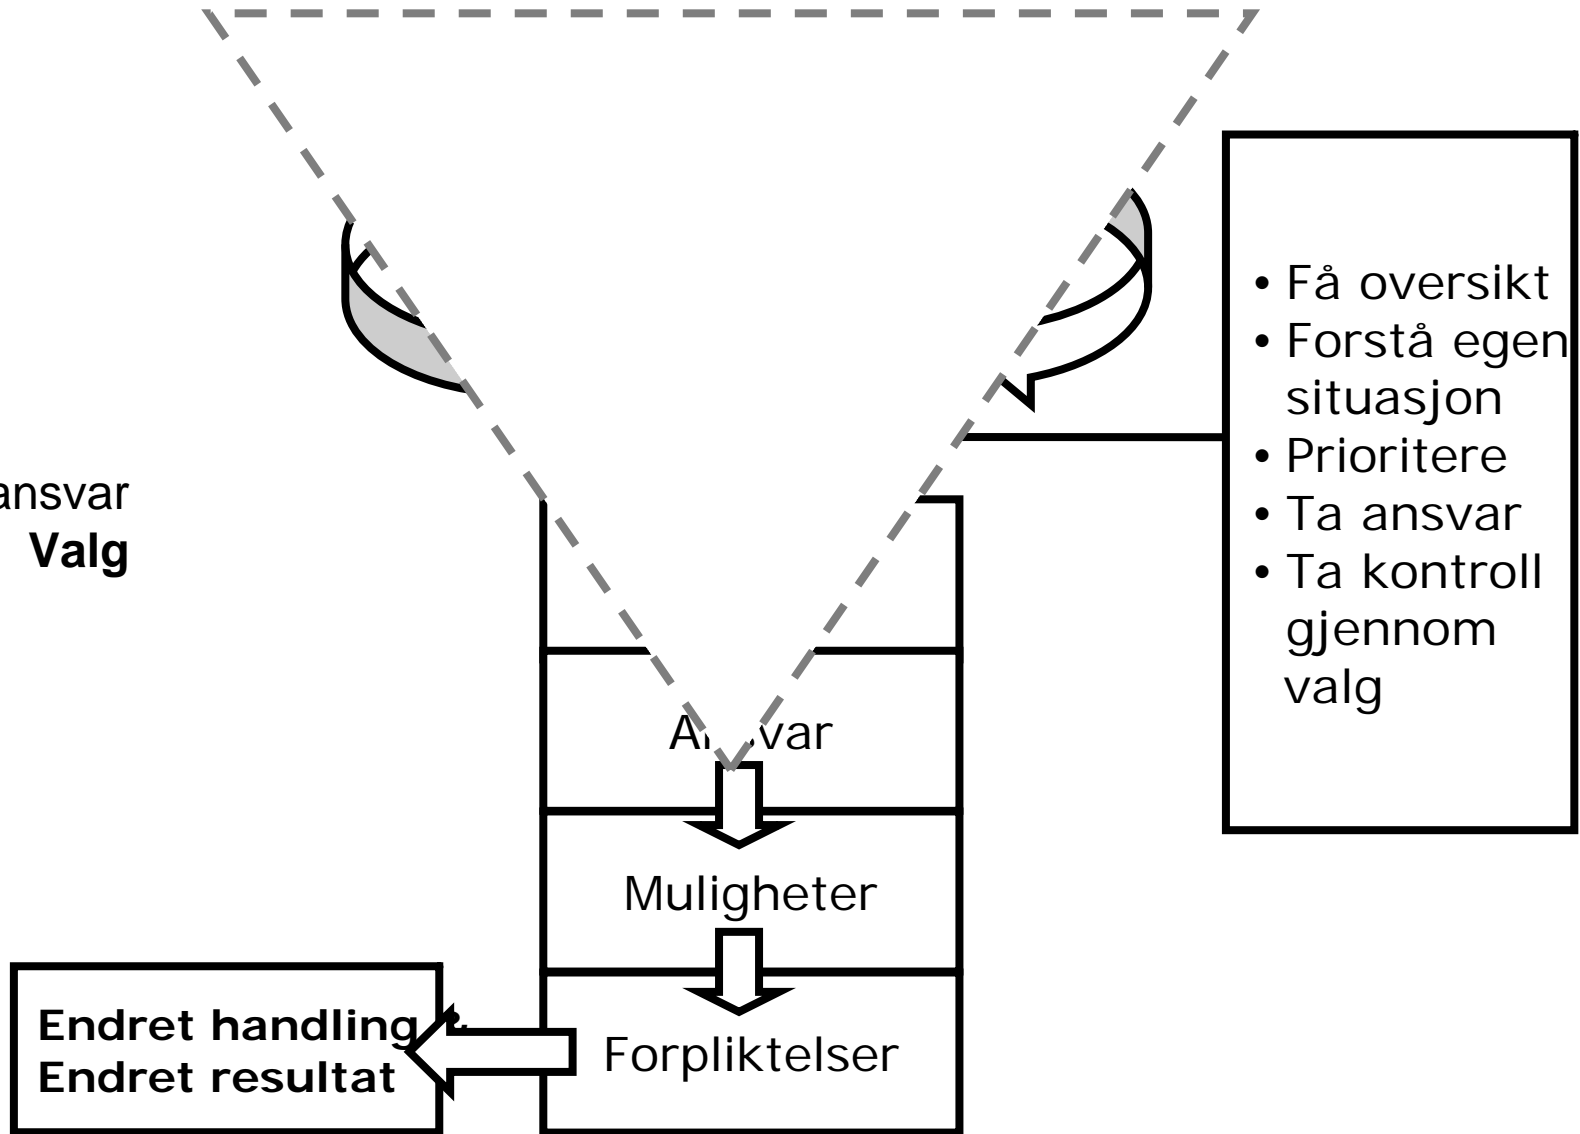 ansvar
Valg
• Få oversikt
• Forstå egen
situasjon
• Prioritere
• Ta ansvar
• Ta kontroll
gjennom
valg
Muligheter
Forpliktelser
Endret handling
Endret resultat